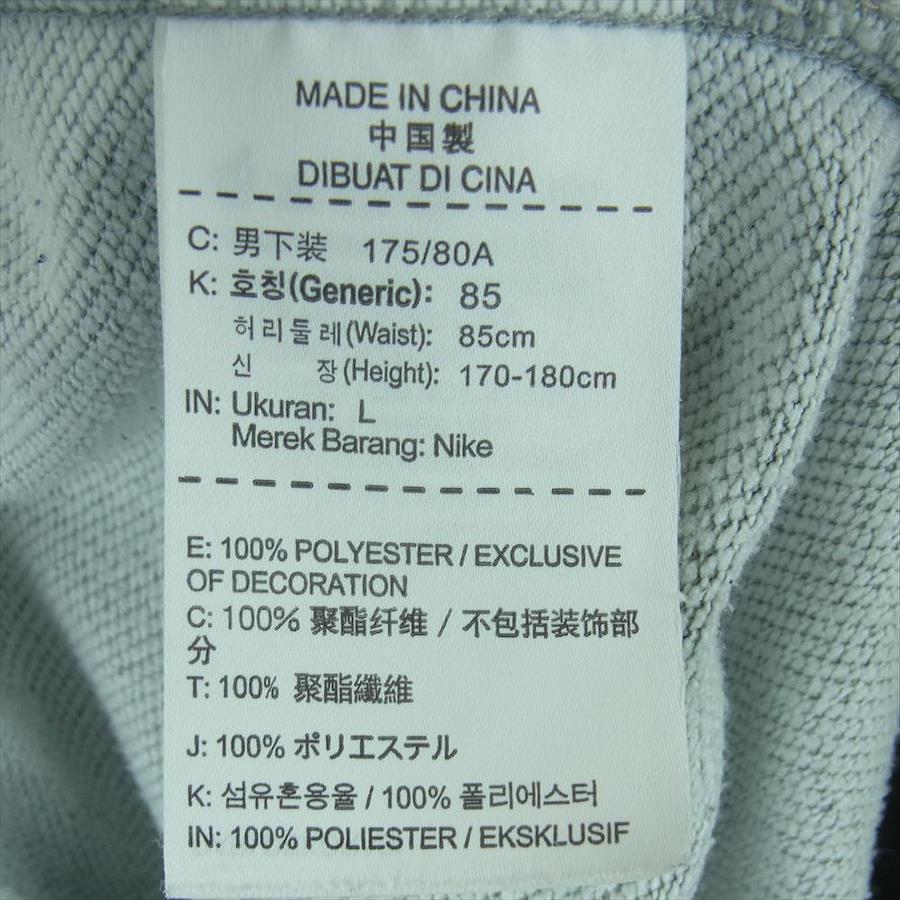 MADE IN CHINA
中国製
DIBUAT DI CINA
C: 男下装 175/80A
K: 호칭(Generic): 85
허리둘레(Waist): 85cm
신 장(Height): 170-180cm
IN: Ukuran: L
Merek Barang: Nike
E: 100% POLYESTER / EXCLUSIVE
OF DECORATION
C: 100% 聚酯纤维 / 不包括装饰部
分
T: 100% 聚酯纖維
J: 100% ポリエステル
K: 섬유혼용율 / 100% 폴리에스터
IN: 100% POLIESTER / EKSKLUSIF